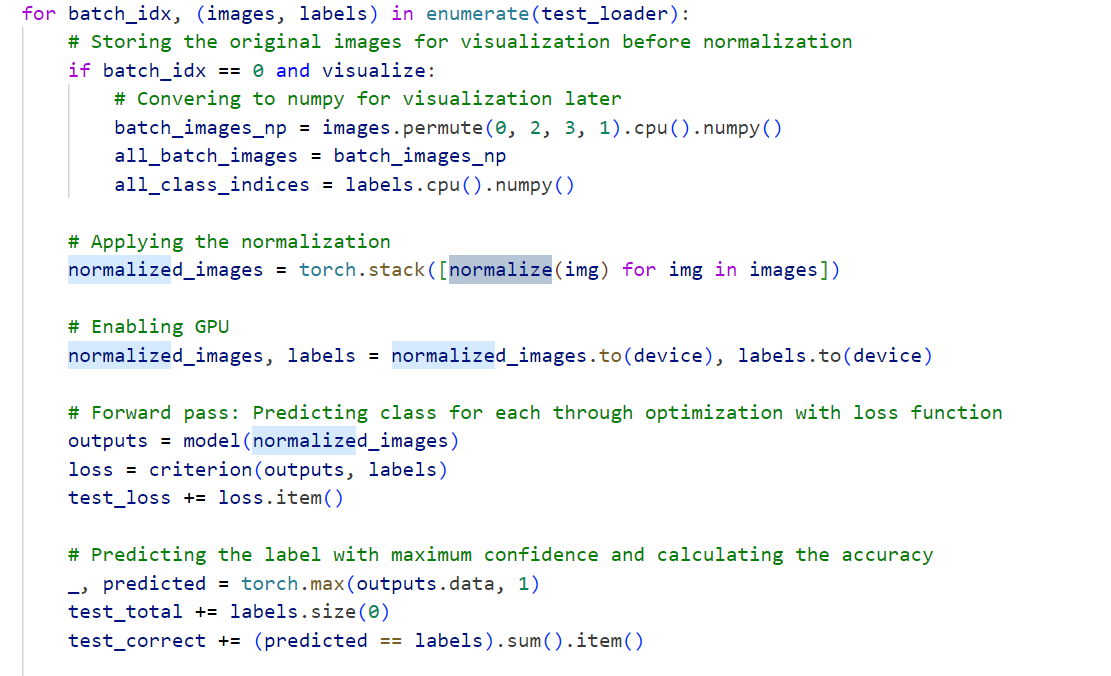 for batch_idx, (images, labels) in enumerate(test_loader):
# Storing the original images for visualization before normalization
if batch_idx == 0 and visualize:
# Convering to numpy for visualization later
batch_images_np = images.permute(0, 2, 3, 1).cpu().numpy()
all_batch_images = batch_images_np
all_class_indices = labels.cpu().numpy()
# Applying the normalization
normalized_images = torch.stack([normalize(img) for img in images])
# Enabling GPU
normalized_images, labels = normalized_images.to(device), labels.to(device)
# Forward pass: Predicting class for each through optimization with loss function
outputs = model(normalized_images)
loss = criterion(outputs, labels)
test_loss += loss.item()
# Predicting the label with maximum confidence and calculating the accuracy
_, predicted = torch.max(outputs.data, 1)
test_total += labels.size(0)
test_correct += (predicted == labels).sum().item()